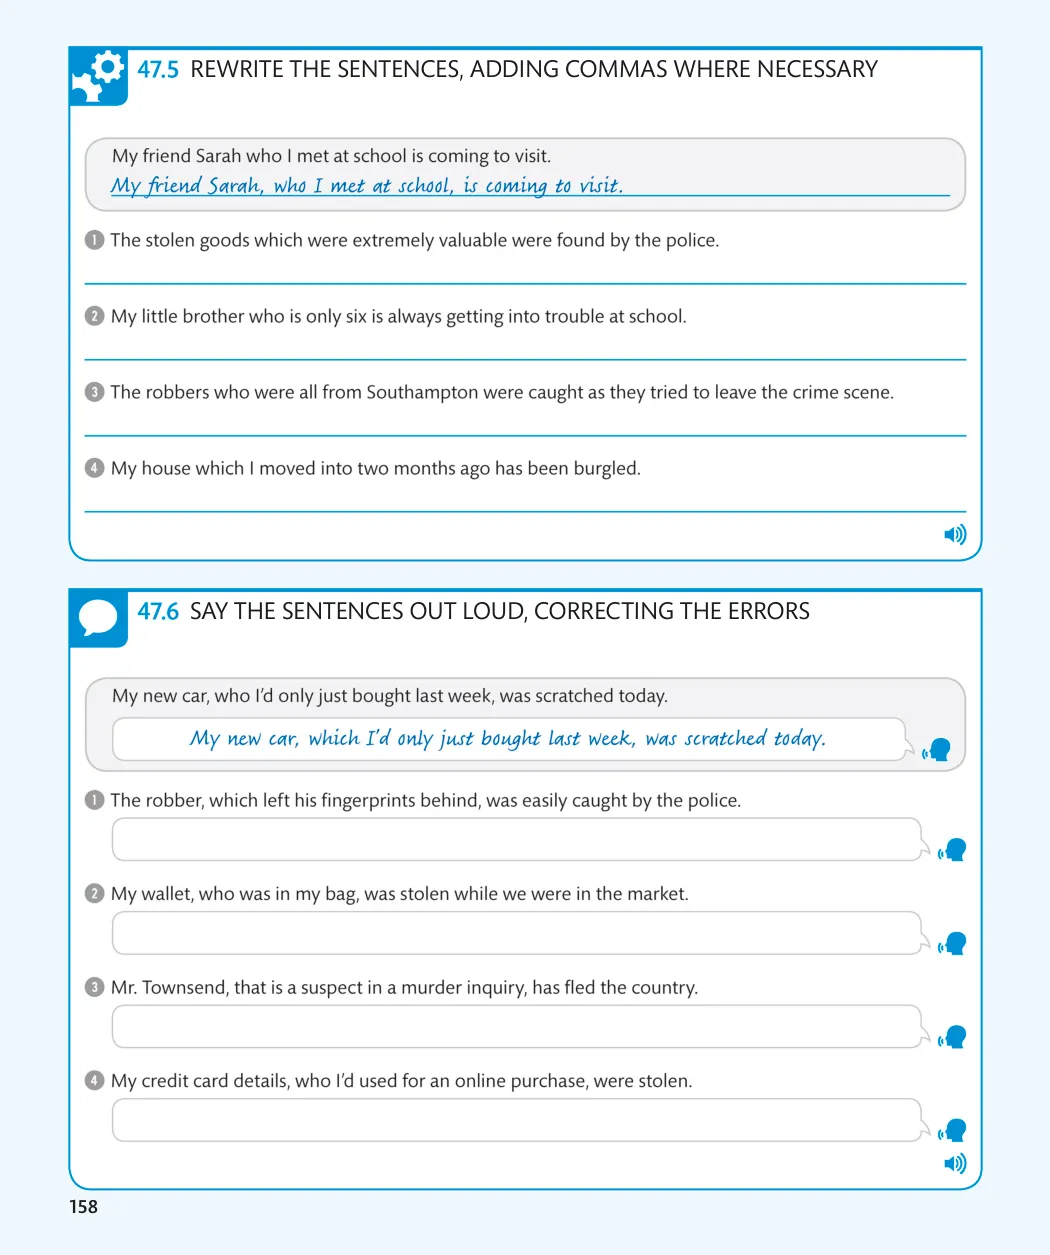 47.5 REWRITE THE SENTENCES, ADDING COMMAS WHERE NECESSARY
My friend Sarah who I met at school is coming to visit.
My friend Sarah, who I met at school, is coming to visit.
1 The stolen goods which were extremely valuable were found by the police.
2 My little brother who is only six is always getting into trouble at school.
3 The robbers who were all from Southampton were caught as they tried to leave the crime scene.
4 My house which I moved into two months ago has been burgled.
47.6 SAY THE SENTENCES OUT LOUD, CORRECTING THE ERRORS
My new car, who I’d only just bought last week, was scratched today.
My new car, which I’d only just bought last week, was scratched today.
1 The robber, which left his fingerprints behind, was easily caught by the police.
2 My wallet, who was in my bag, was stolen while we were in the market.
3 Mr. Townsend, that is a suspect in a murder inquiry, has fled the country.
4 My credit card details, who I’d used for an online purchase, were stolen.
158